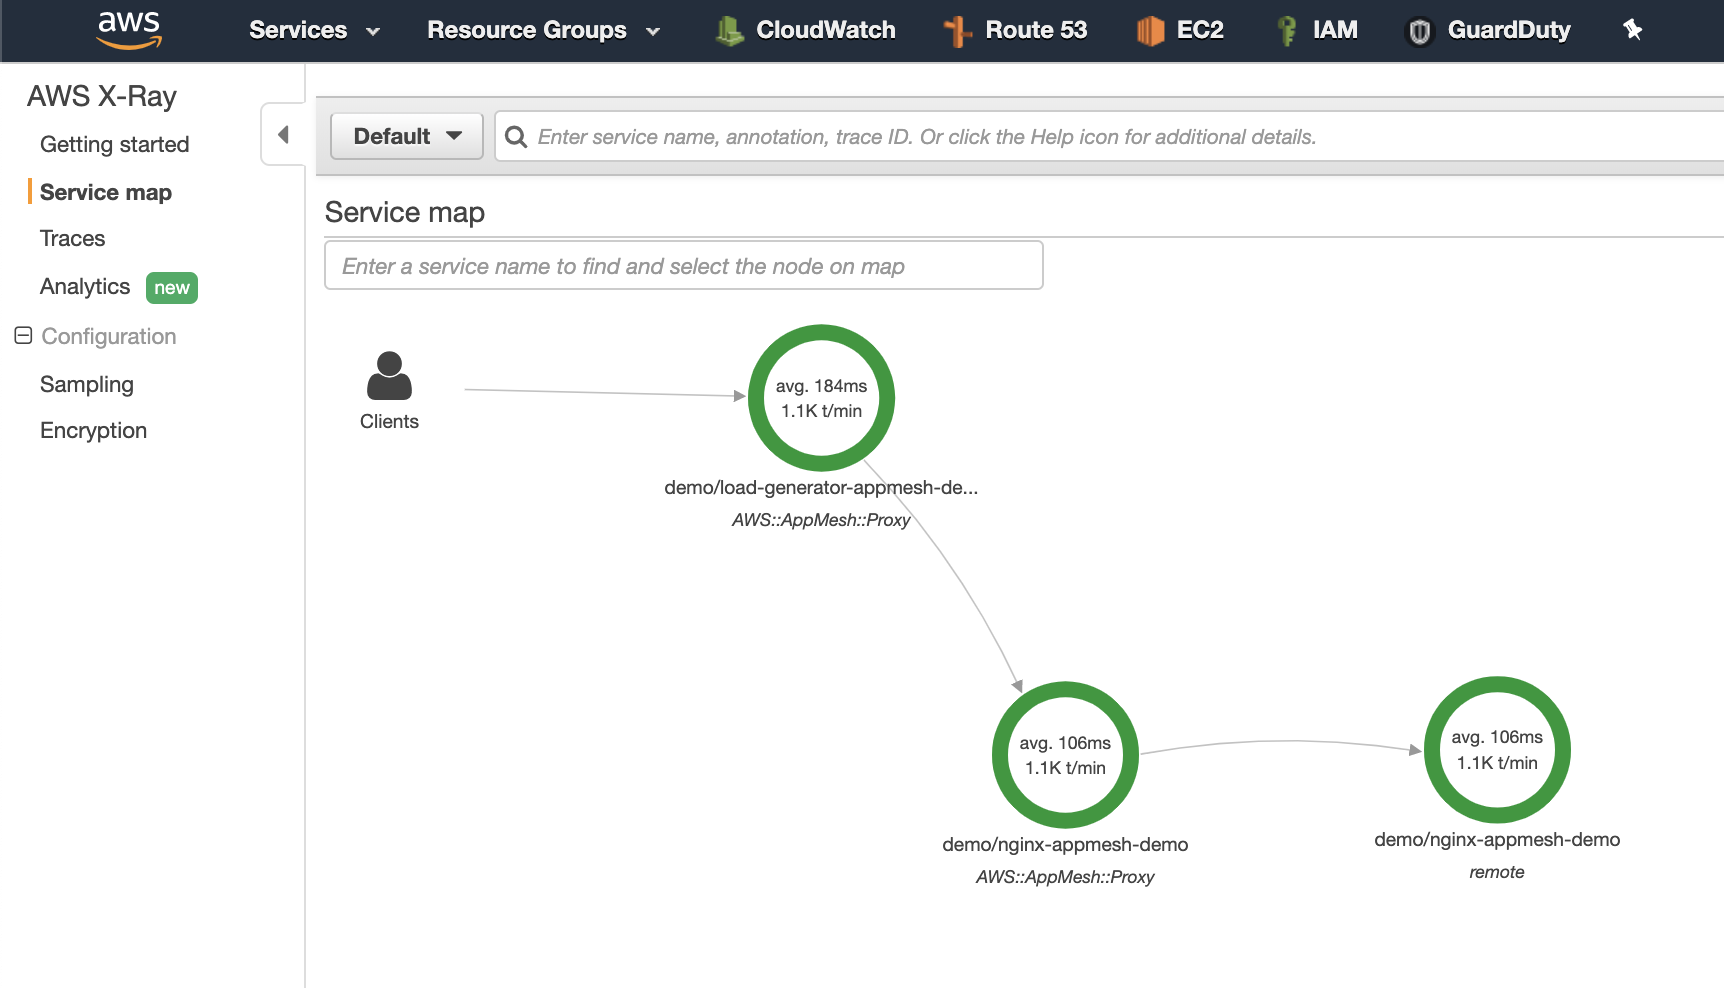 aws Services Resource Groups CloudWatch Route 53 EC2 IAM GuardDuty
AWS X-Ray
Getting started
Service map
Traces
Analytics new
Configuration
Sampling
Encryption
Default Enter service name, annotation, trace ID. Or click the Help icon for additional details.
Service map
Enter a service name to find and select the node on map
Clients
avg. 184ms
1.1K t/min
demo/load-generator-appmesh-de...
AWS::AppMesh::Proxy
avg. 106ms
1.1K t/min
demo/nginx-appmesh-demo
AWS::AppMesh::Proxy
avg. 106ms
1.1K t/min
demo/nginx-appmesh-demo
remote